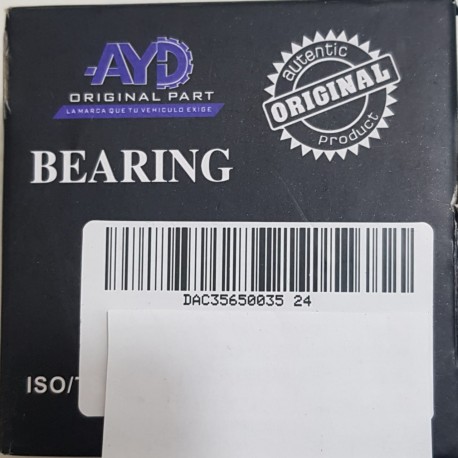 AYD
ORIGINAL PART
LA MARCA QUE TU VEHICULO EXIGE
autentic
ORIGINAL
Product
BEARING
DAC35650035 24